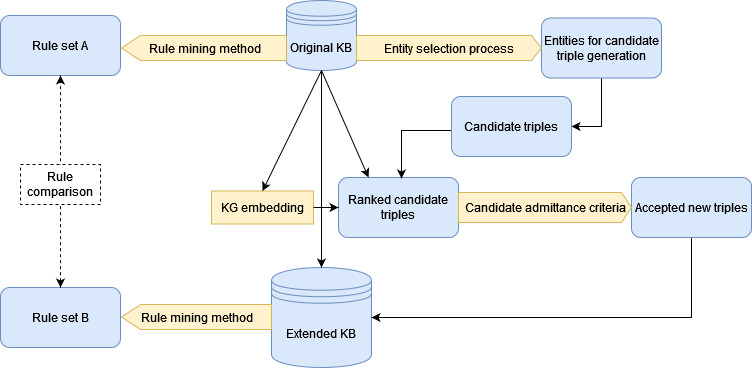 Rule set A
Rule mining method
Original KB
Entity selection process
Entities for candidate
triple generation
Candidate triples
Rule
comparison
KG embedding
Ranked candidate
triples
Candidate admittance criteria
Accepted new triples
Rule set B
Rule mining method
Extended KB